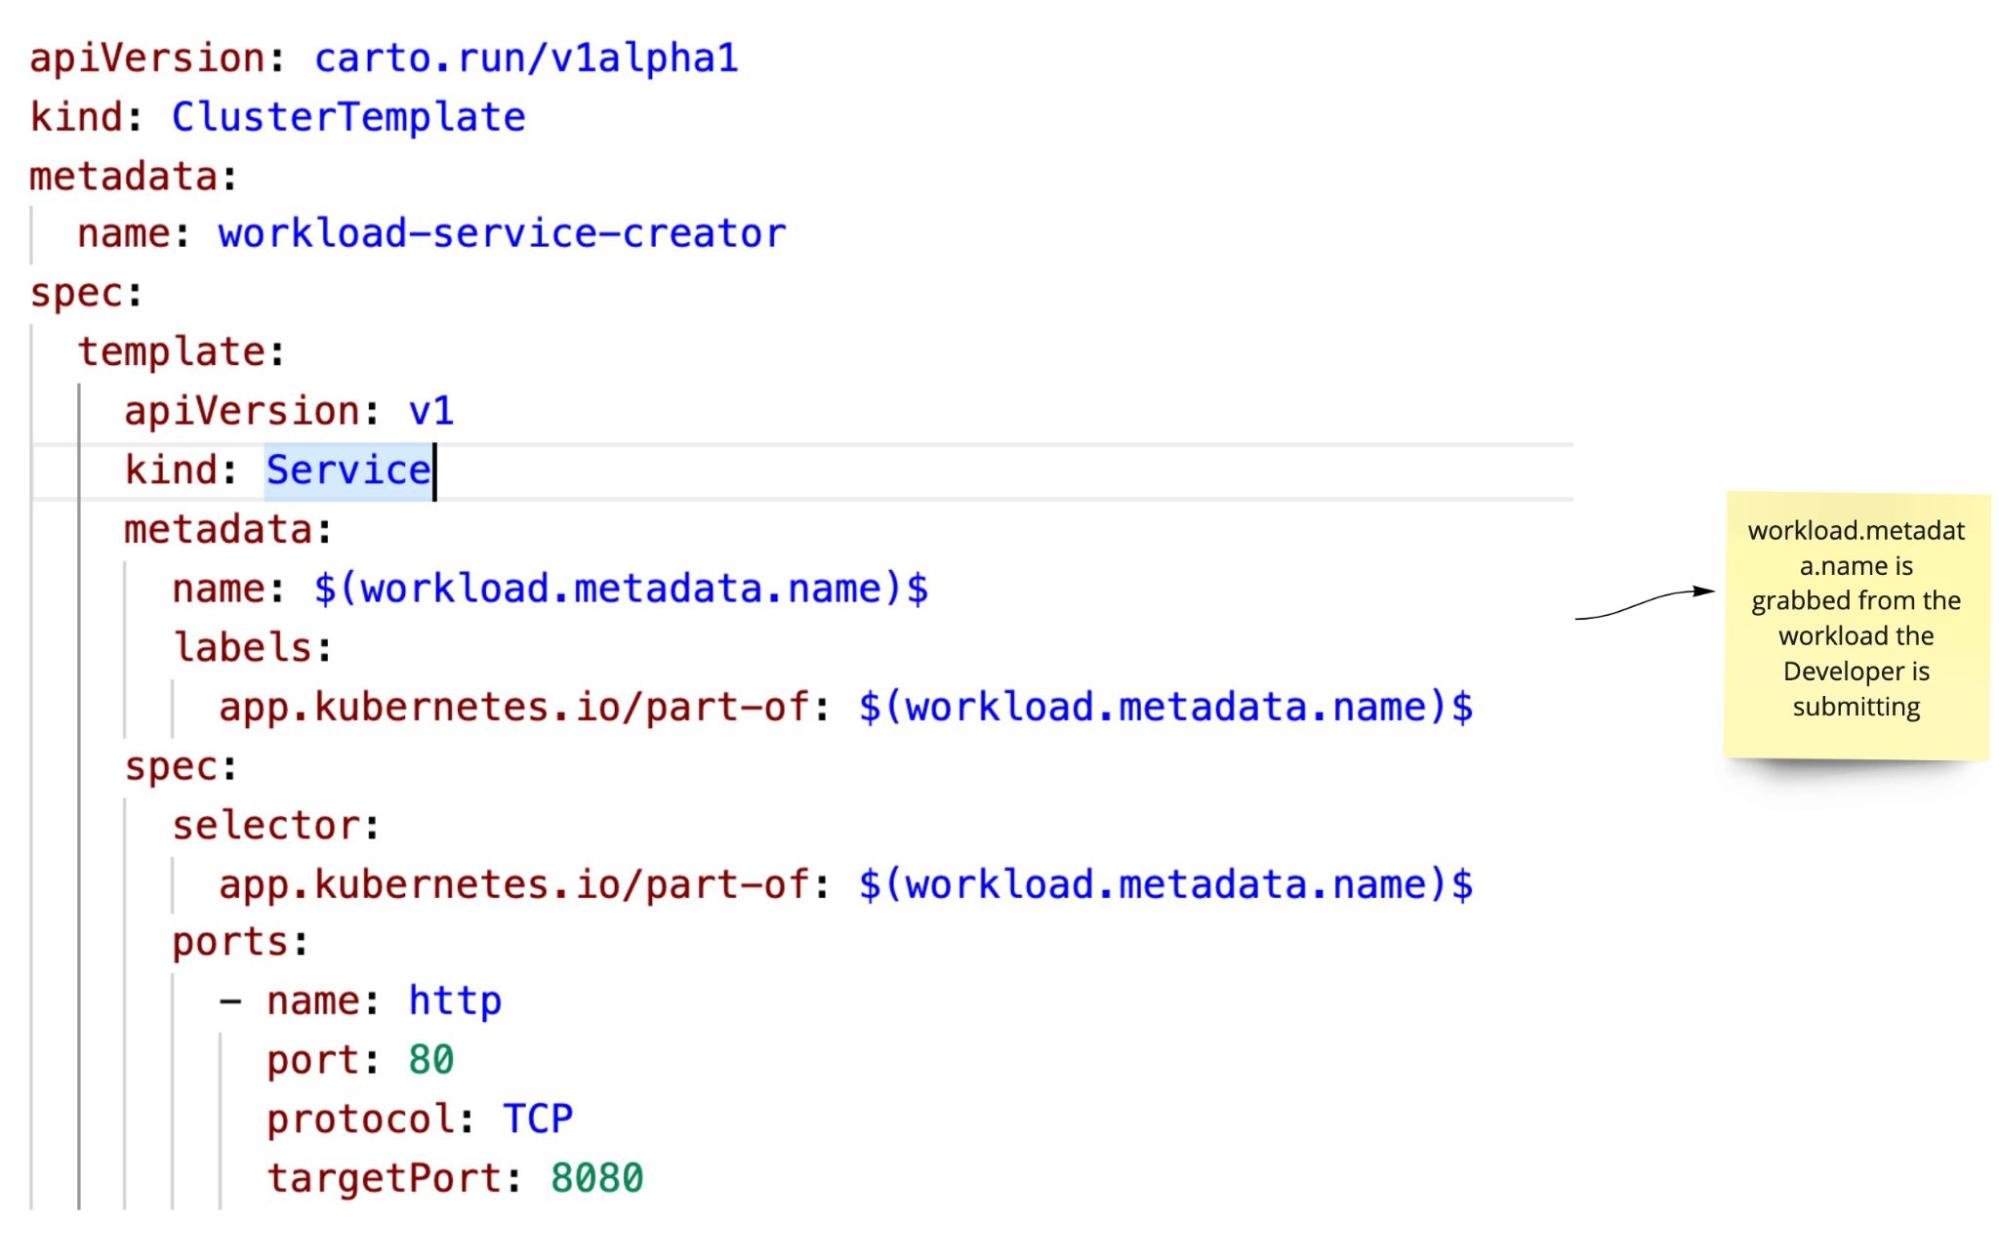 apiVersion: carto.run/v1alpha1
kind: ClusterTemplate
metadata:
  name: workload-service-creator
spec:
  template:
    apiVersion: v1
    kind: Service
    metadata:
      name: $(workload.metadata.name)$
      labels:
        app.kubernetes.io/part-of: $(workload.metadata.name)$
    spec:
      selector:
        app.kubernetes.io/part-of: $(workload.metadata.name)$
      ports:
        - name: http
          port: 80
          protocol: TCP
          targetPort: 8080
workload.metadat
a.name is
grabbed from the
workload the
Developer is
submitting